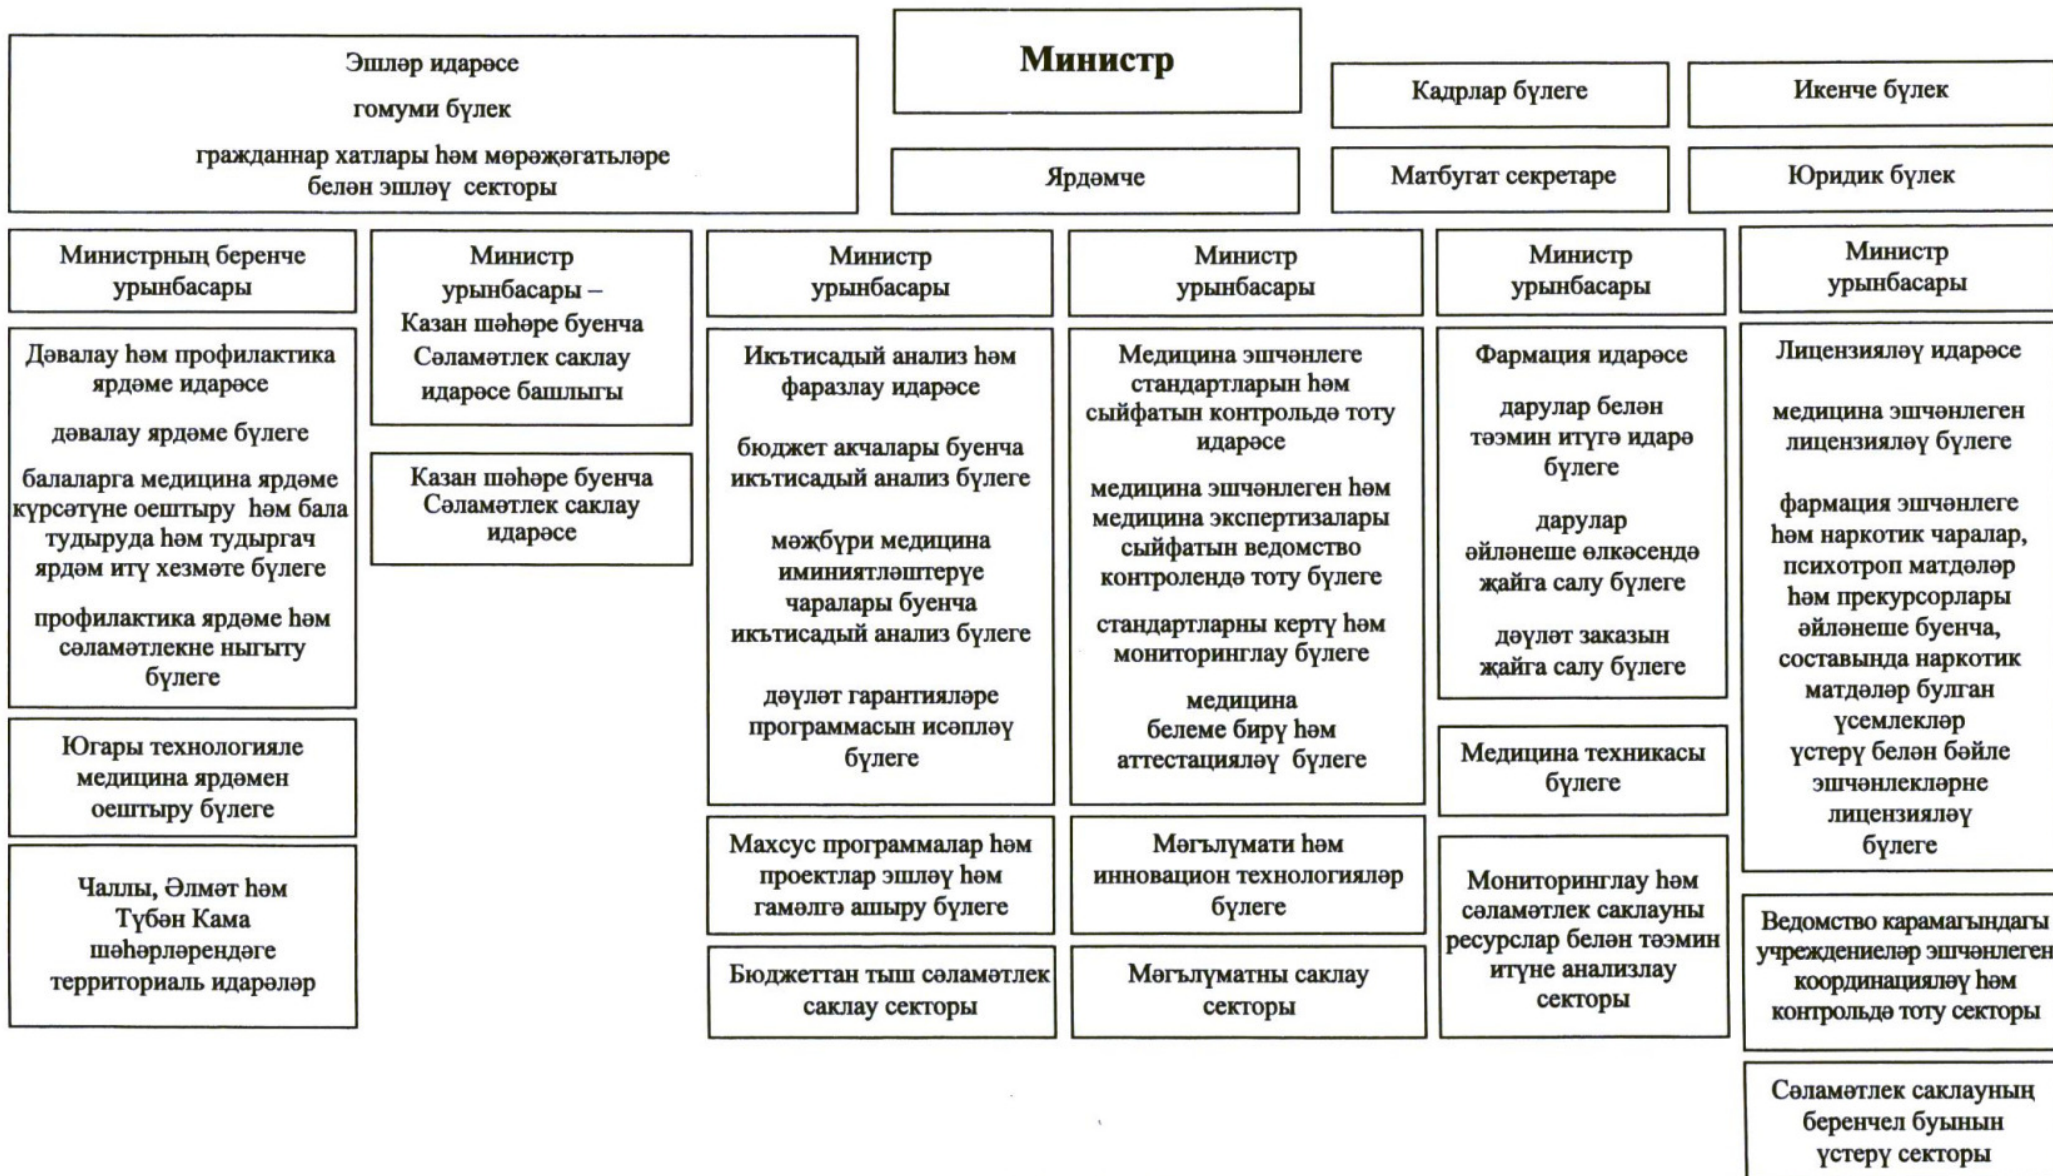 Эшләр идарәсе
гомуми бүлек
гражданнар хатлары һәм мөрәҗәгатьләре
белән эшләү секторы
Министр
Ярдәмче
Кадрлар бүлеге
Икенче бүлек
Матбугат секретаре
Юридик бүлек
Министрның беренче
урынбасары
Дәвалау һәм профилактика
ярдәме идарәсе
дәвалау ярдәме бүлеге
балаларга медицина ярдәме
күрсәтүне оештыру һәм бала
тудыруда һәм тудыргач
ярдәм итү хезмәте бүлеге
профилактика ярдәме һәм
сәламәтлекне ныгыту
бүлеге
Югары технологияле
медицина ярдәмен
оештыру бүлеге
Чаллы, Әлмәт һәм
Түбән Кама
шәһәрләрендәге
территориаль идарәләр
Министр
урынбасары –
Казан шәһәре буенча
Сәламәтлек саклау
идарәсе башлыгы
Казан шәһәре буенча
Сәламәтлек саклау
идарәсе
Министр
урынбасары
Икътисадый анализ һәм
фаразлау идарәсе
бюджет акчалары буенча
икътисадый анализ бүлеге
мәҗбүри медицина
иминиятләштерүе
чаралары буенча
икътисадый анализ бүлеге
дәүләт гарантияләре
программасын исәпләү
бүлеге
Махсус программалар һәм
проектлар эшләү һәм
гамәлгә ашыру бүлеге
Бюджеттан тыш сәламәтлек
саклау секторы
Министр
урынбасары
Медицина эшчәнлеге
стандартларын һәм
сыйфатын контрольдә тоту
идарәсе
медицина эшчәнлеген һәм
медицина экспертизалары
сыйфатын ведомство
контролендә тоту бүлеге
стандартларны кертү һәм
мониторинглау бүлеге
медицина
белеме бирү һәм
аттестацияләү бүлеге
Мәгълүмати һәм
инновацион технологияләр
бүлеге
Мәгълүматны саклау
секторы
Министр
урынбасары
Фармация идарәсе
дарулар белән
тәэмин итүгә идарә
бүлеге
дарулар
әйләнеше өлкәсендә
җайга салу бүлеге
дәүләт заказын
җайга салу бүлеге
Медицина техникасы
бүлеге
Мониторинглау һәм
сәламәтлек саклауны
ресурслар белән тәэмин
итүне анализлау
секторы
Министр
урынбасары
Лицензияләү идарәсе
медицина эшчәнлеген
лицензияләү бүлеге
фармация эшчәнлеге
һәм наркотик чаралар,
психотроп матдәләр
һәм прекурсорлары
әйләнеше буенча,
составында наркотик
матдәләр булган
үсемлекләр
үстерү белән бәйле
эшчәнлекләрне
лицензияләү
бүлеге
Ведомство карамагындагы
учреждениеләр эшчәнлеген
координацияләү һәм
контрольдә тоту секторы
Сәламәтлек саклауның
беренчел буынын
үстерү секторы